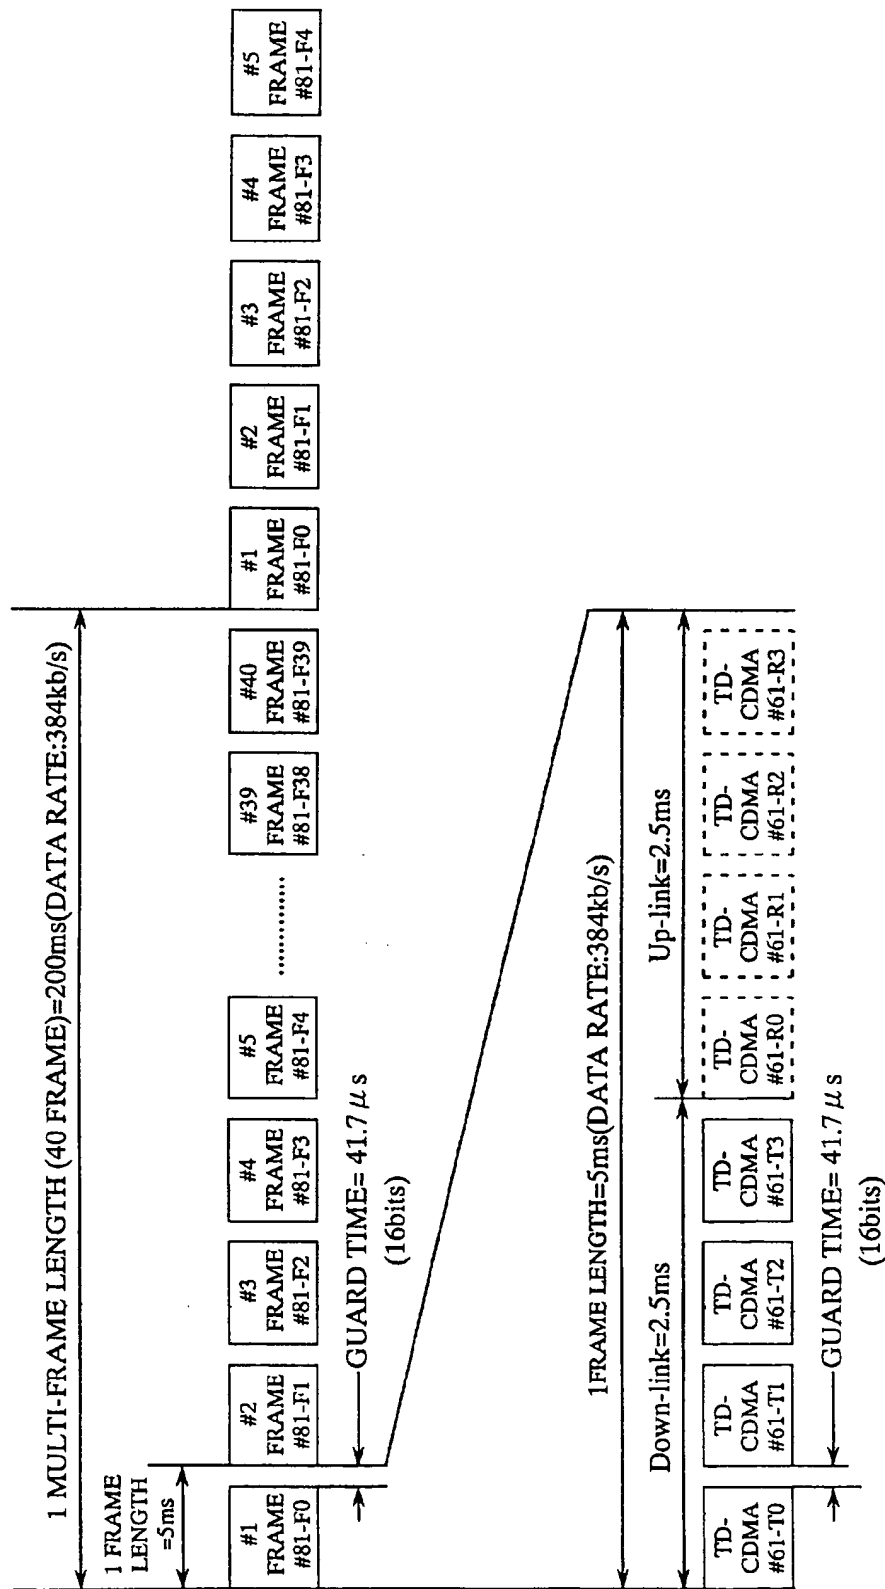 1 MULTI-FRAME LENGTH (40 FRAME)=200ms(DATA RATE:384kb/s)
1 FRAME
LENGTH
=5ms
#1
FRAME
#81-F0
#2
FRAME
#81-F1
#3
FRAME
#81-F2
#4
FRAME
#81-F3
#5
FRAME
#81-F4
..............
#39
FRAME
#81-F38
#40
FRAME
#81-F39
#1
FRAME
#81-F0
#2
FRAME
#81-F1
#3
FRAME
#81-F2
#4
FRAME
#81-F3
#5
FRAME
#81-F4
GUARD TIME= 41.7 μ s
(16bits)
1FRAME LENGTH=5ms(DATA RATE:384kb/s)
Down-link=2.5ms
Up-link=2.5ms
TD-
CDMA
#61-T0
TD-
CDMA
#61-T1
TD-
CDMA
#61-T2
TD-
CDMA
#61-T3
TD-
CDMA
#61-R0
TD-
CDMA
#61-R1
TD-
CDMA
#61-R2
TD-
CDMA
#61-R3
GUARD TIME= 41.7 μ s
(16bits)